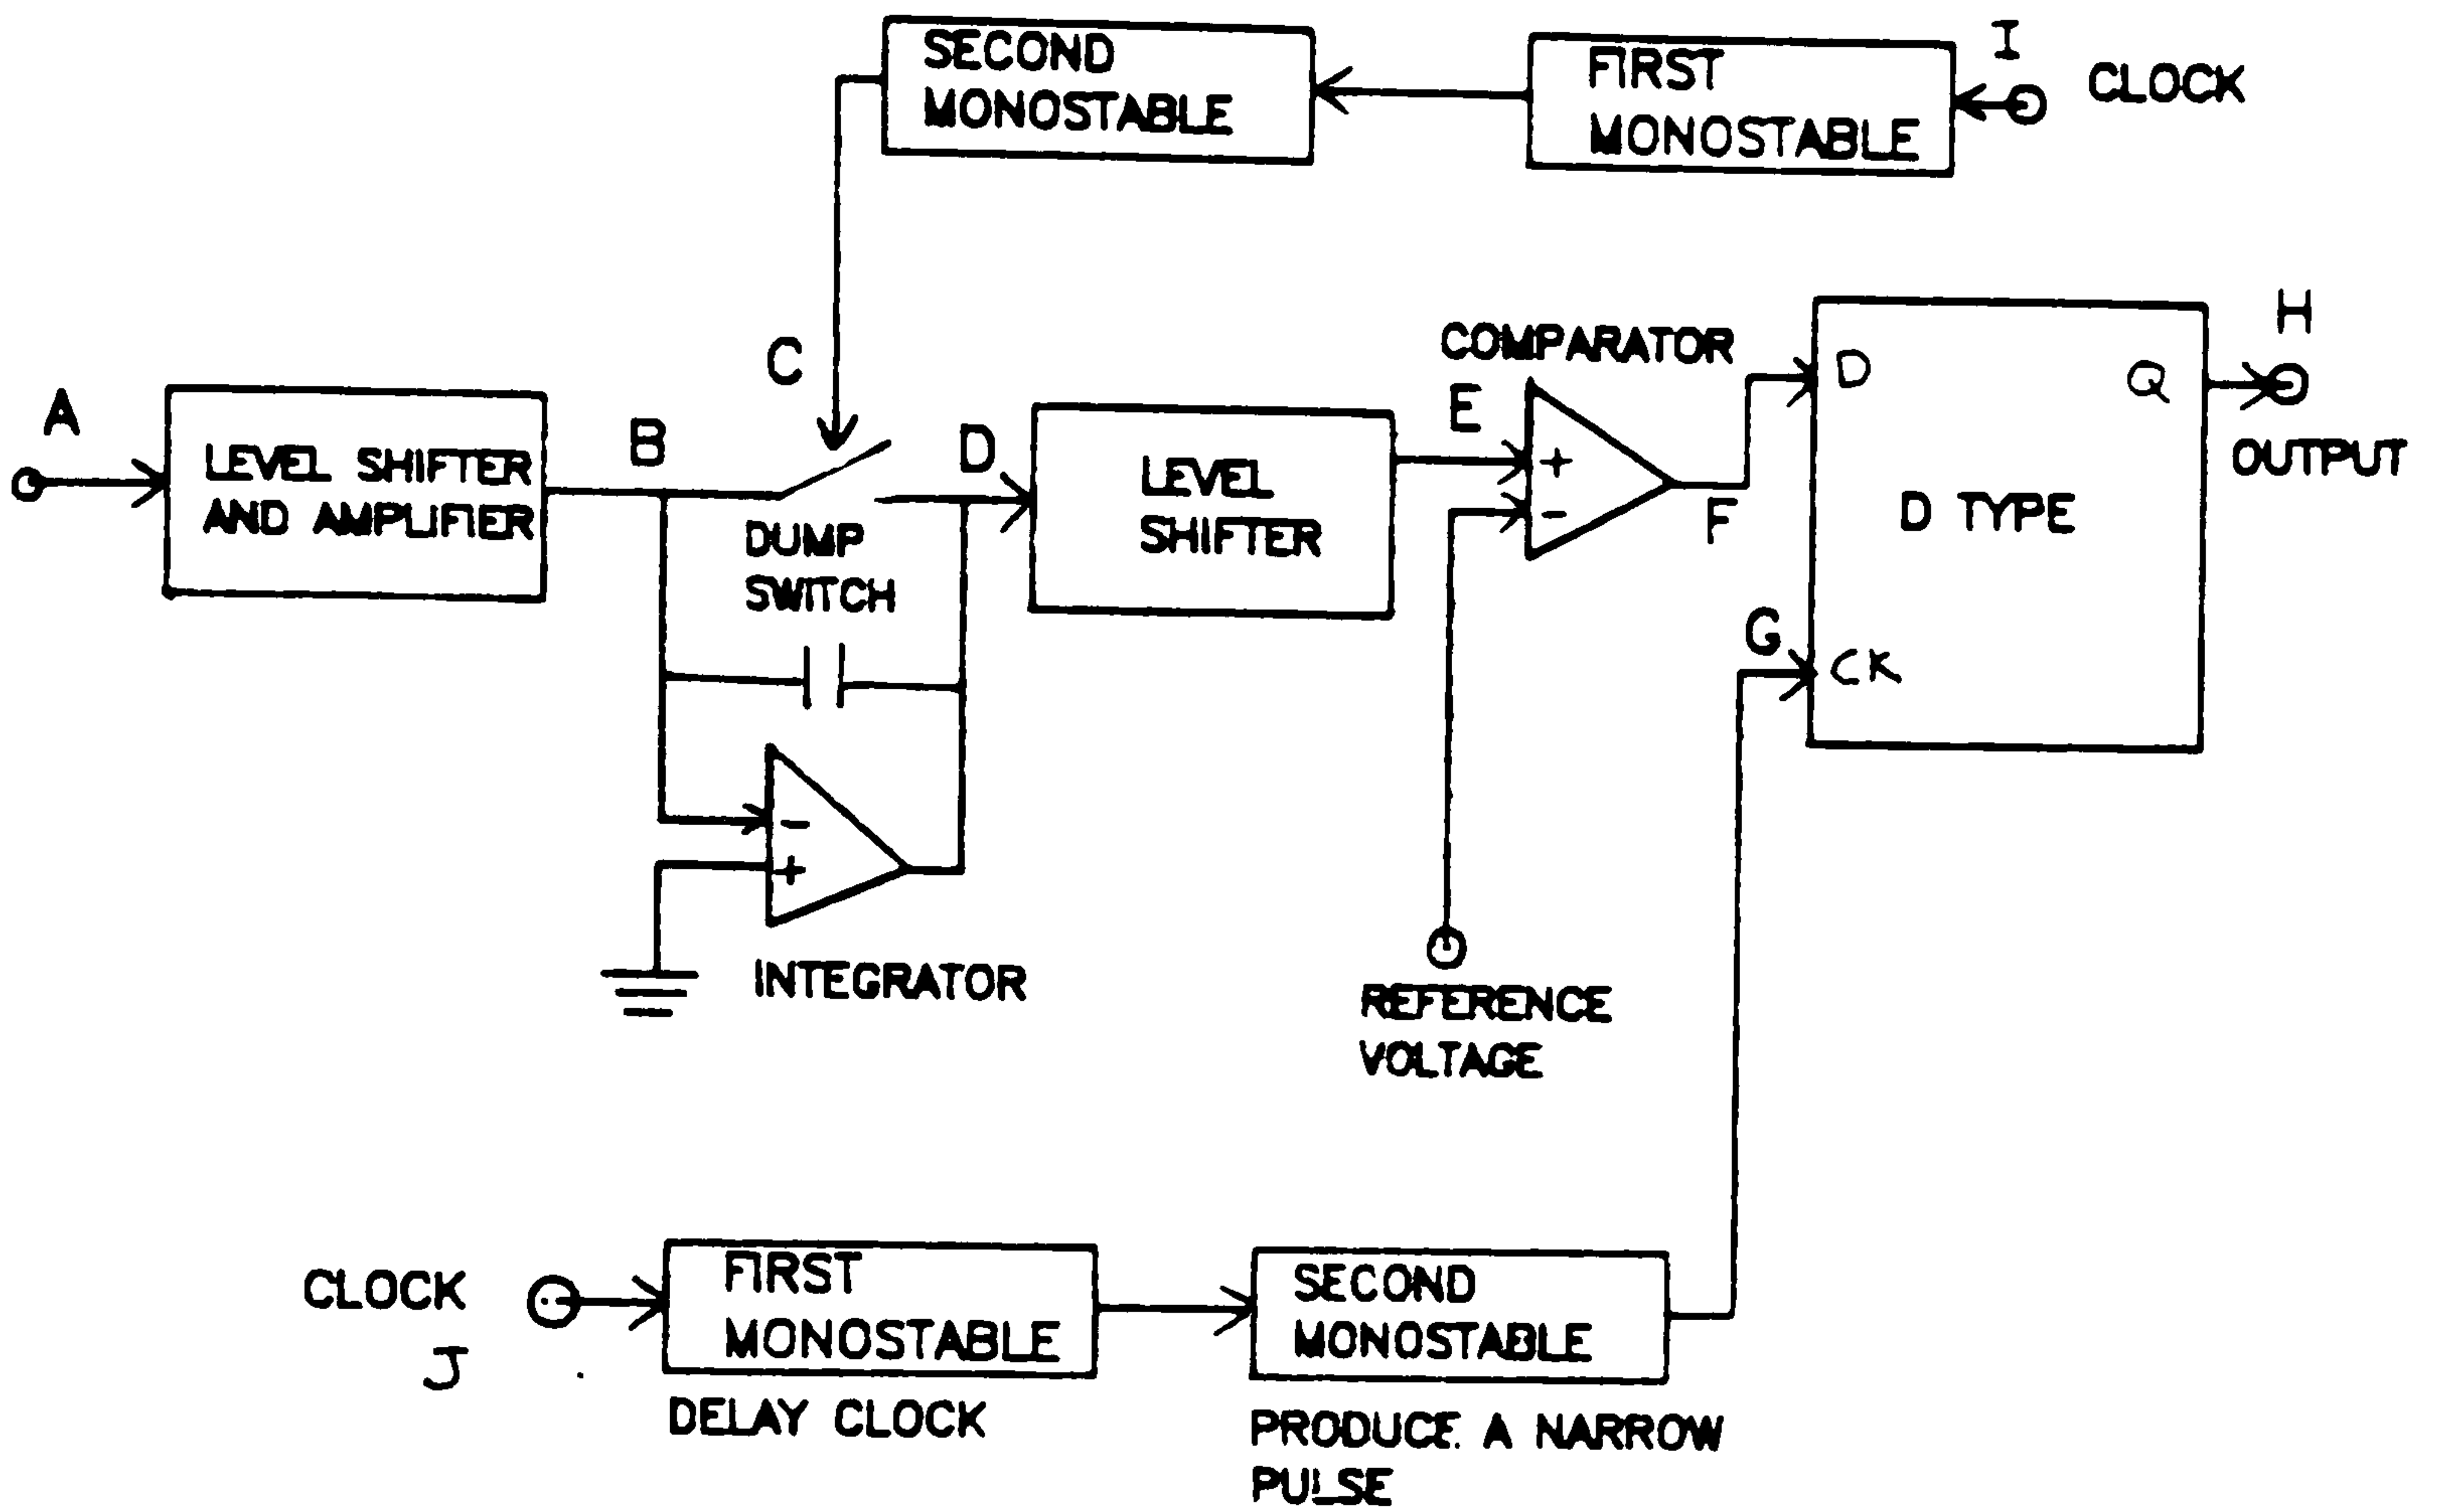 SECOND
MONOSTABLE
FIRST
MONOSTABLE
I
CLOCK
A
LEVEL SHIFTER
AND AMPLIFIER
B
C
DUMP
SWITCH
D
LEVEL
SHIFTER
COMPARATOR
E
+
-
F
D
Q
D TYPE
G
CK
H
OUTPUT
-
+
INTEGRATOR
REFERENCE
VOLTAGE
CLOCK
J
FIRST
MONOSTABLE
DELAY CLOCK
SECOND
MONOSTABLE
PRODUCE. A NARROW
PULSE